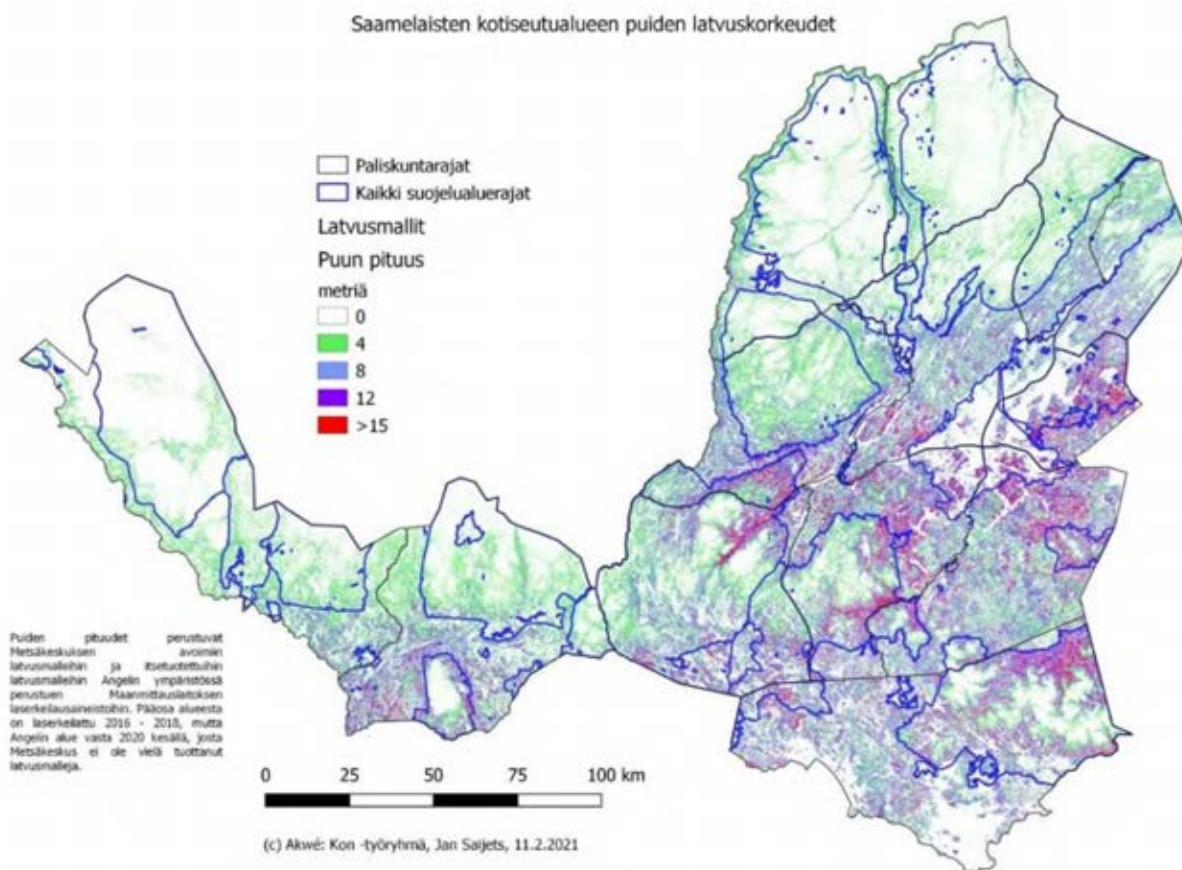 Saamelaisten kotiseutualueen puiden latvuskorkeudet
Paliskuntarajat
Kaikki suojelualuerajat
Latvusmallit
Puun pituus
metriä
0
4
8
12
>15
Puiden pituudet perustuvat
Metsäkeskuksen avoimiin
latvusmalleihin ja itsetuotettuihin
latvusmalleihin Angelin ympäristössä
perustuen Maanmittauslaitoksen
laserkeilausaineistoihin. Pääosa alueesta
on laserkeilattu 2016 - 2018, mutta
Angelin alue vasta 2020 kesällä, josta
Metsäkeskus ei ole vielä tuottanut
latvusmalleja.
0 25 50 75 100 km
(c) Akwé: Kon -työryhmä, Jan Saijets, 11.2.2021